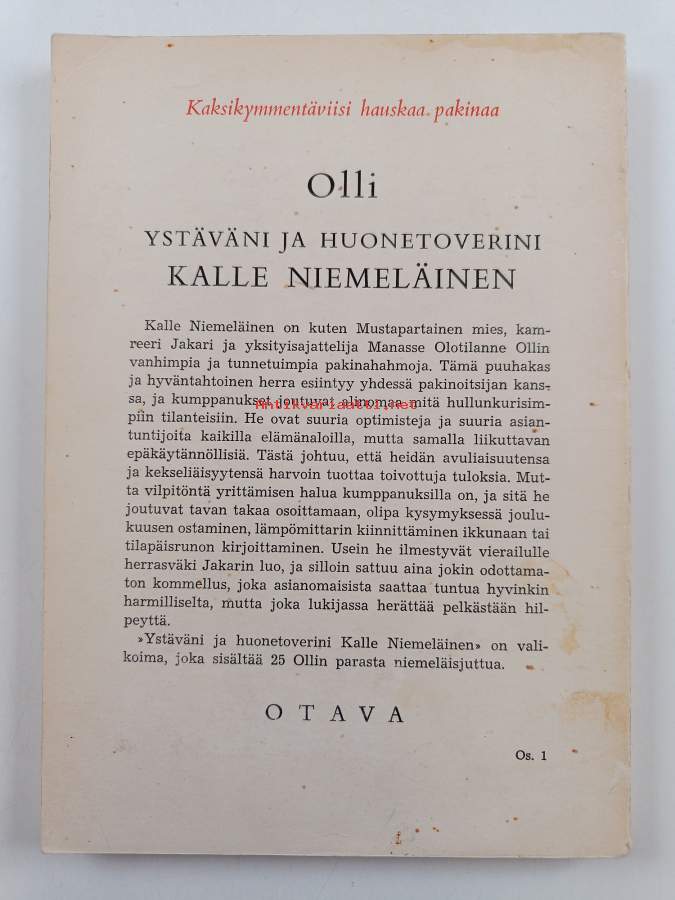 Kaksikymmentäviisi hauskaa pakinaa
Olli
YSTÄVÄNI JA HUONETOVERINI
KALLE NIEMELÄINEN
Kalle Niemeläinen on kuten Mustapartainen mies, kam-
reeri Jakari ja yksityisajattelija Manasse Olotilanne Ollin
vanhimpia ja tunnetuimpia pakinahahmoja. Tämä puuhakas
ja hyväntahtoinen herra esiintyy yhdessä pakinoitsijan kans-
sa, ja kumppanukset joutuvat alinomaa mitä hullunkurisim-
Antikvariaatti.net
piin tilanteisiin. He ovat suuria optimisteja ja suuria asian-
tuntijoita kaikilla elämänaloilla, mutta samalla liikuttavan
epäkäytännöllisiä. Tästä johtuu, että heidän avuliaisuutensa
ja kekseliäisyytensä harvoin tuottaa toivottuja tuloksia. Mut-
ta vilpitöntä yrittämisen halua kumppanuksilla on, ja sitä he
joutuvat tavan takaa osoittamaan, olipa kysymyksessä joulu-
kuusen ostaminen, lämpömittarin kiinnittäminen ikkunaan tai
tilapäisrunon kirjoittaminen. Usein he ilmestyvät vierailulle
herrasväki Jakarin luo, ja silloin sattuu aina jokin odottama-
ton kommellus, joka asianomaisista saattaa tuntua hyvinkin
harmilliselta, mutta joka lukijassa herättää pelkästään hil-
peyttä.
»Ystäväni ja huonetoverini Kalle Niemeläinen» on vali-
koima, joka sisältää 25 Ollin parasta niemeläisjuttua.
OTAVA
Os. 1